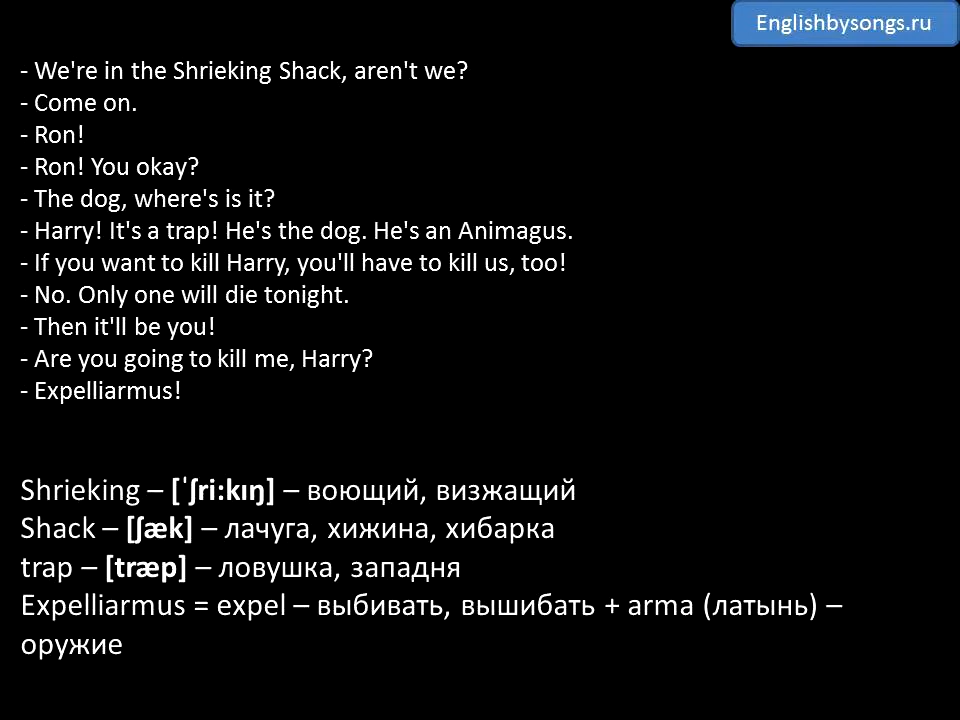 Englishbysongs.ru
- We're in the Shrieking Shack, aren't we?
- Come on.
- Ron!
- Ron! You okay?
- The dog, where's is it?
- Harry! It's a trap! He's the dog. He's an Animagus.
- If you want to kill Harry, you'll have to kill us, too!
- No. Only one will die tonight.
- Then it'll be you!
- Are you going to kill me, Harry?
- Expelliarmus!
Shrieking – [ˈʃri:kıŋ] – воющий, визжащий
Shack – [ʃæk] – лачуга, хижина, хибарка
trap – [træp] – ловушка, западня
Expelliarmus = expel – выбивать, вышибать + arma (латынь) –
оружие